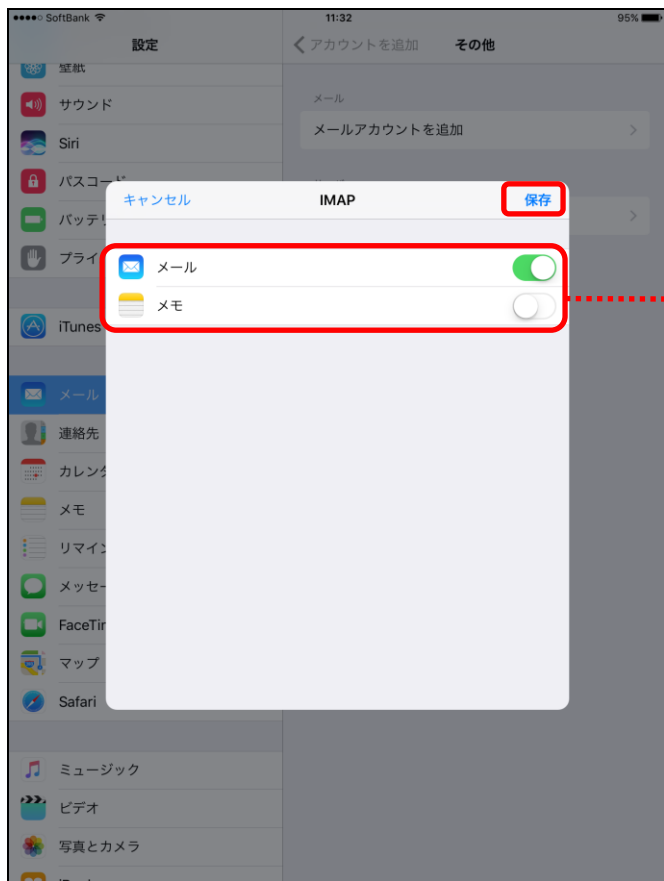 SoftBank 11:32 95%
設定
アカウントを追加 その他
壁紙
サウンド
Siri
パスコード
バッテリ
プライ
iTunes
メール
連絡先
カレンダ
メモ
リマイン
メッセー
FaceTim
マップ
Safari
ミュージック
ビデオ
写真とカメラ
メール
メールアカウントを追加
キャンセル IMAP 保存
メール
メモ